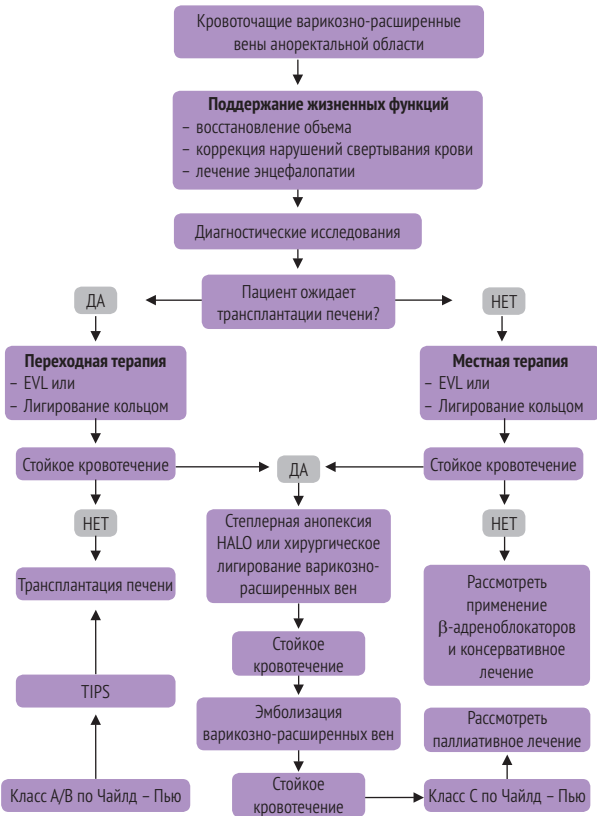 Кровоточащие варикозно-расширенные
вены аноректальной области
Поддержание жизненных функций
– восстановление объема
– коррекция нарушений свертывания крови
– лечение энцефалопатии
Диагностические исследования
Пациент ожидает
трансплантации печени?
ДА
НЕТ
Переходная терапия
– EVL или
– Лигирование кольцом
Местная терапия
– EVL или
– Лигирование кольцом
Стойкое кровотечение
ДА
Стойкое кровотечение
НЕТ
Степлерная анопексия
HALO или хирургическое
лигирование варикозно-
расширенных вен
НЕТ
Трансплантация печени
Рассмотреть
применение
β-адреноблокаторов
и консервативное
лечение
Стойкое
кровотечение
TIPS
Эмболизация
варикозно-расширенных вен
Рассмотреть
паллиативное лечение
Класс А/В по Чайлд – Пью
Стойкое
кровотечение
Класс С по Чайлд – Пью